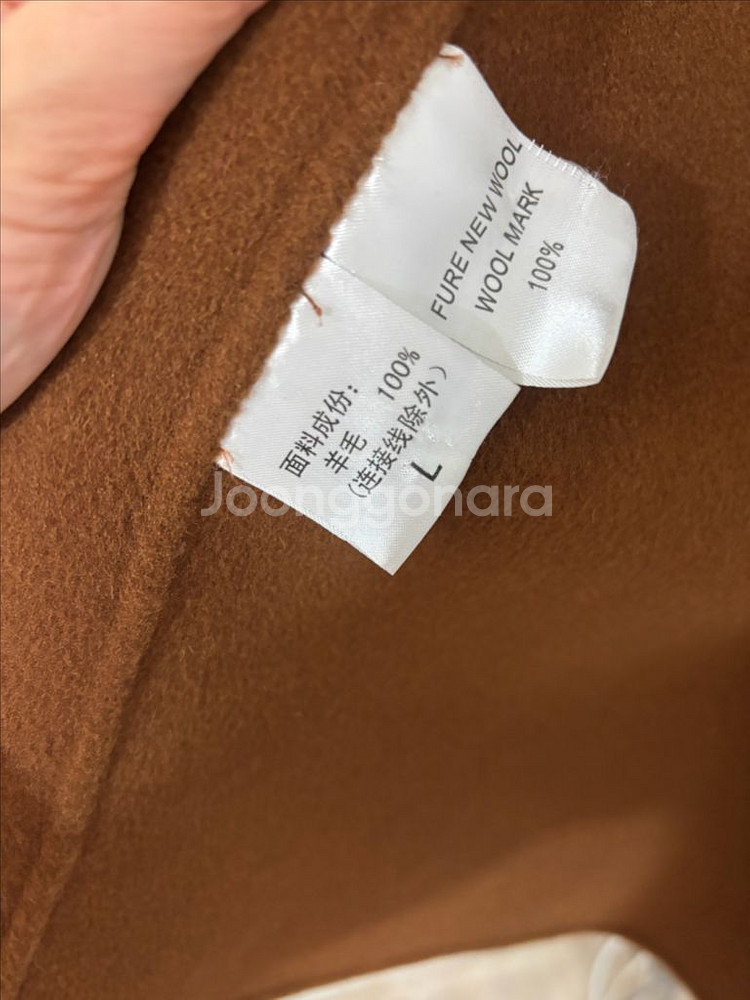 FURE NEW WOOL
WOOL MARK
100%
面料成份：
羊毛 100%
（连接线除外）
L
Joonggonara